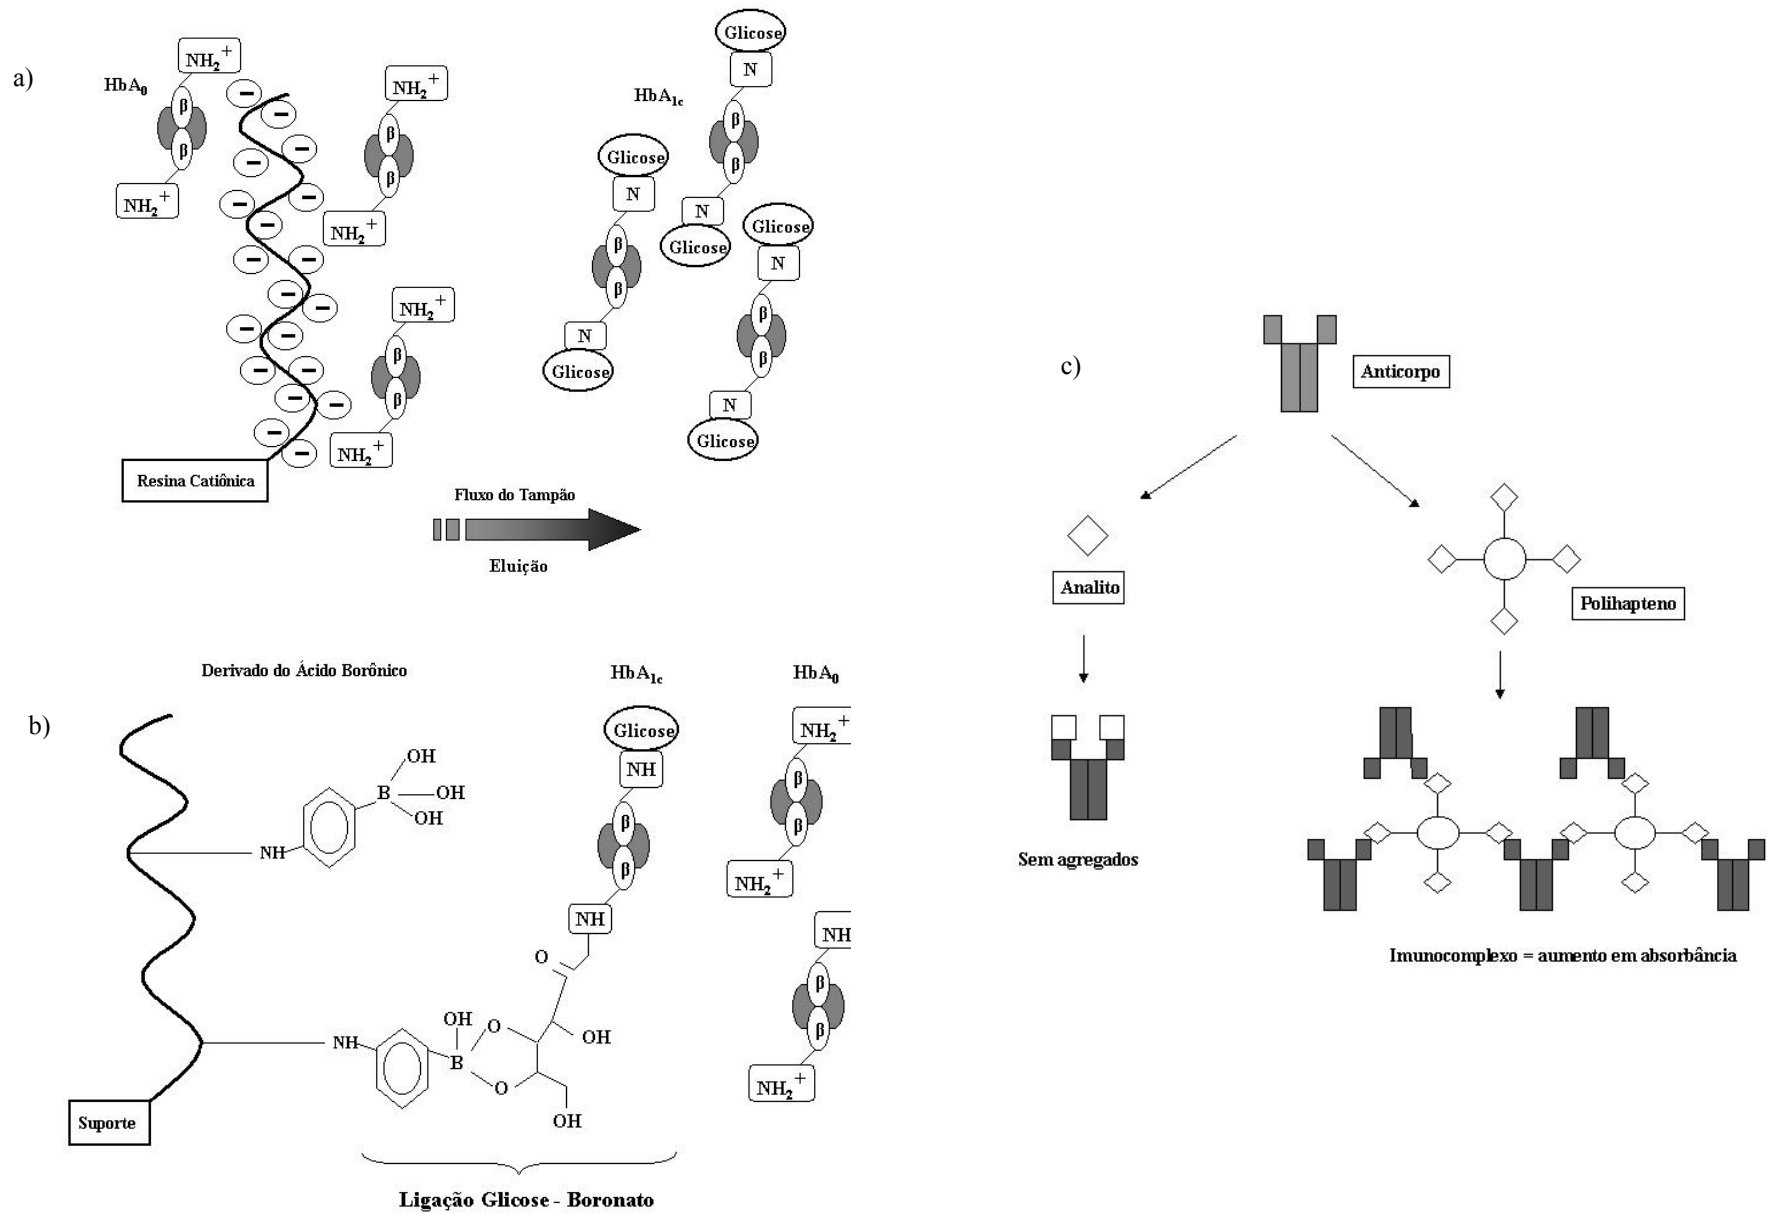 a)
HbA0
NH2+
β
β
NH2+
NH2+
β
β
NH2+
NH2+
β
β
NH2+
− − − − − − − − − − − − − − − − − − − −
Resina Catiônica
HbA1c
Glicose
N
β
β
N
Glicose
Glicose
N
β
β
N
Glicose
Glicose
N
β
β
N
Glicose
Fluxo do Tampão
Eluição
b)
Derivado do Ácido Borônico
OH
B
OH
OH
NH
NH
OH
B
O
O
O
OH
OH
HbA1c
Glicose
NH
β
β
NH
HbA0
NH2+
β
β
NH2+
NH
β
β
NH2+
Suporte
Ligação Glicose - Boronato
c)
Anticorpo
Analito
Polihapteno
Sem agregados
Imunocomplexo = aumento em absorbância